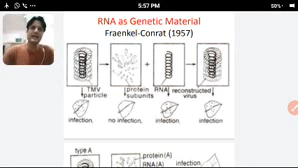 5:57 PM
50%
RNA as Genetic Material
Fraenkel-Conrat (1957)
TMV particle
protein subunits
RNA
reconstructed virus
infection,
no infection,
infection,
infection
type A
protein(A)
RNA(A)
infection,